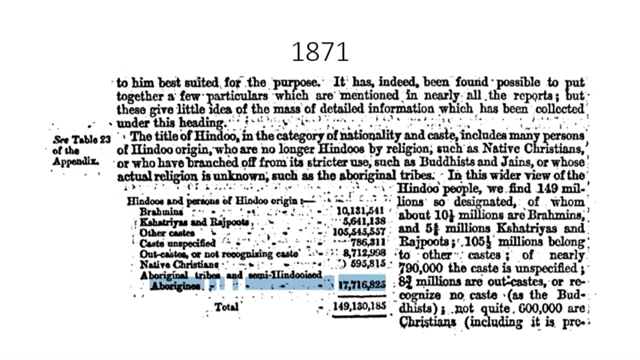 1871
to him best suited for the purpose. It has, indeed, been found possible to put
together a few particulars which are mentioned in nearly all the reports; but
these give little idea of the mass of detailed information which has been collected
under this heading.
See Table 23
of the
Appendix.
The title of Hindoo, in the category of nationality and caste, includes many persons
of Hindoo origin, who are no longer Hindoos by religion, such as Native Christians,
or who have branched off from its stricter use, such as Buddhists and Jains, or whose
actual religion is unknown, such as the aboriginal tribes. In this wider view of the
Hindoos and persons of Hindoo origin:—
Brahmins 10,131,541
Kshatriyas and Rajpoots 5,641,138
Other castes 105,545,557
Caste unspecified 786,311
Out-castes, or not recognizing caste 8,712,998
Native Christians 595,815
Aboriginal tribes and semi-Hindooised
Aborigines 17,716,825
Total 149,130,185
Hindoo people, we find 149 mil-
lions so designated, of whom
about 10¼ millions are Brahmins,
and 5¾ millions Kshatriyas and
Rajpoots; 105½ millions belong
to other castes; of nearly
790,000 the caste is unspecified;
8¾ millions are out-castes, or re-
cognize no caste (as the Bud-
dhists); not quite 600,000 are
Christians (including it is pre-